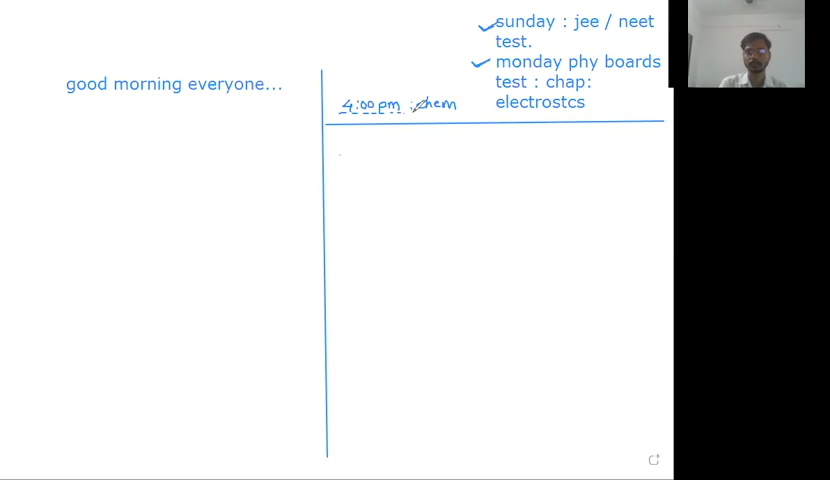 good morning everyone...
sunday : jee / neet
test.
monday phy boards
test : chap:
electrostcs
4:00 pm : chem